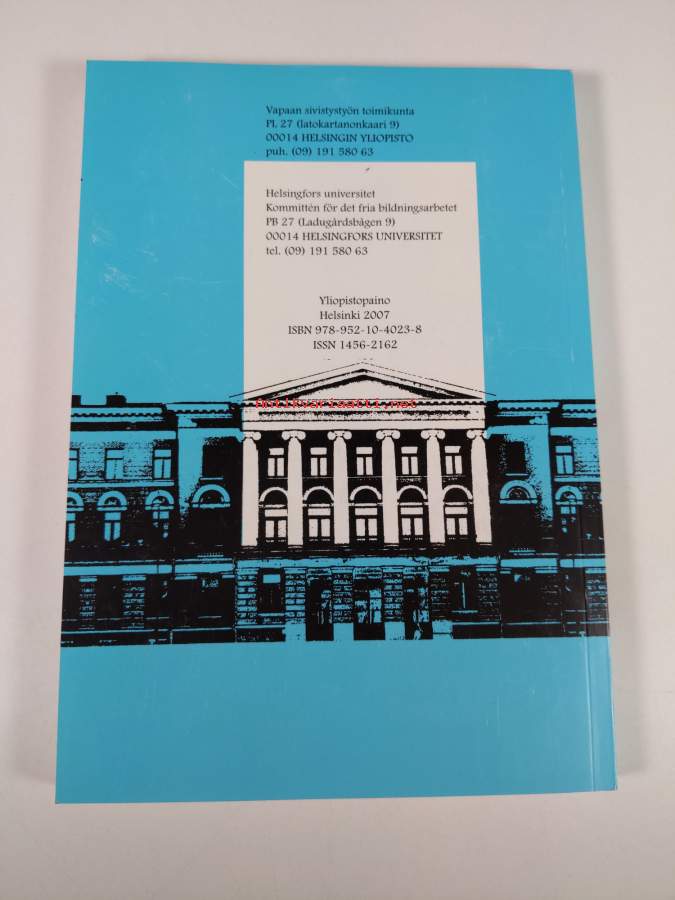 Vapaan sivistystyön toimikunta
PL 27 (latokartanonkaari 9)
00014 HELSINGIN YLIOPISTO
puh. (09) 191 580 63
Helsingfors universitet
Kommittén för det fria bildningsarbetet
PB 27 (Ladugårdsbågen 9)
00014 HELSINGFORS UNIVERSITET
tel. (09) 191 580 63
Yliopistopaino
Helsinki 2007
ISBN 978-952-10-4023-8
ISSN 1456-2162
antikvariaatti.net